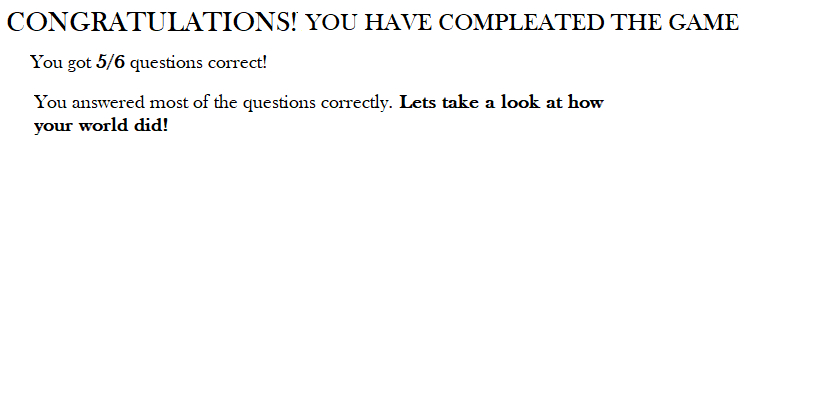 CONGRATULATIONS! YOU HAVE COMPLEATED THE GAME
You got 5/6 questions correct!
You answered most of the questions correctly. Lets take a look at how
your world did!